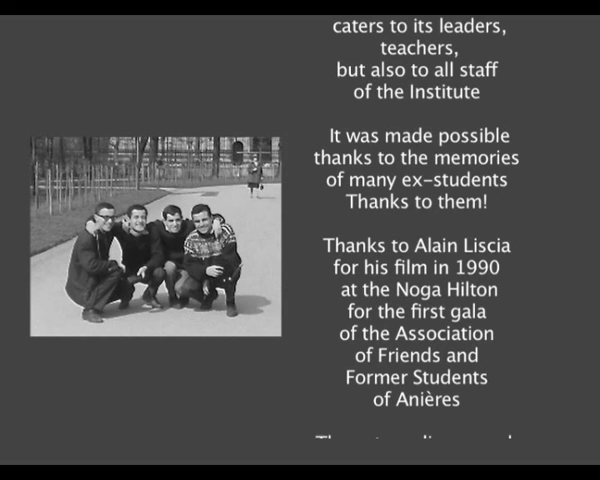 caters to its leaders,
teachers,
but also to all staff
of the Institute
It was made possible
thanks to the memories
of many ex-students
Thanks to them!
Thanks to Alain Liscia
for his film in 1990
at the Noga Hilton
for the first gala
of the Association
of Friends and
Former Students
of Anières